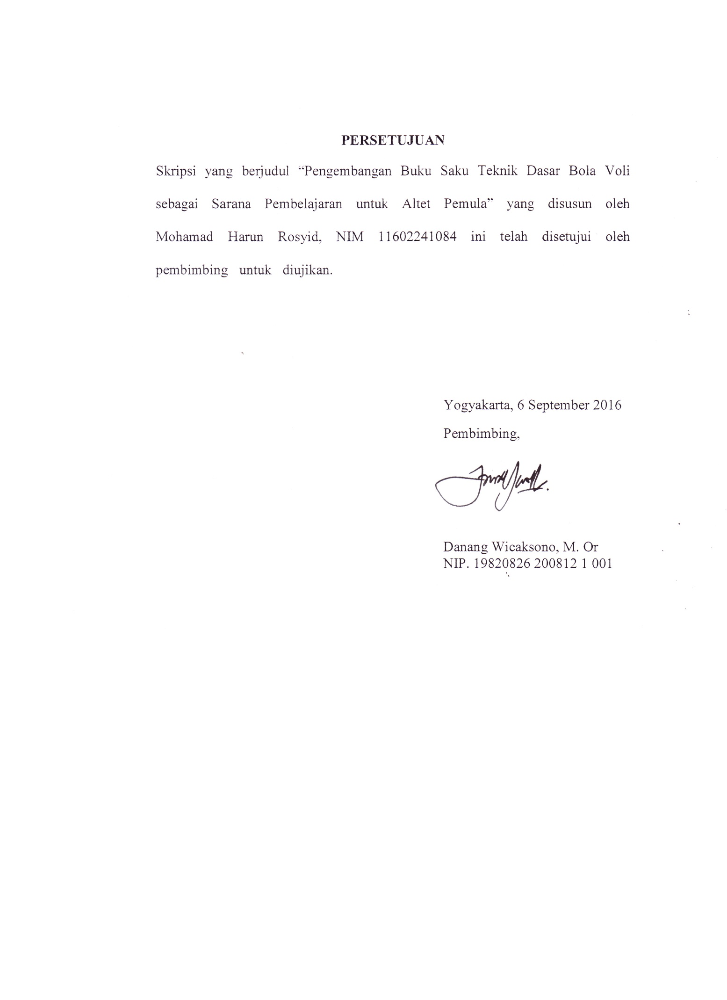 PERSETUJUAN
Skripsi yang berjudul “Pengembangan Buku Saku Teknik Dasar Bola Voli
sebagai Sarana Pembelajaran untuk Altet Pemula” yang disusun oleh
Mohamad Harun Rosyid, NIM 11602241084 ini telah disetujui oleh
pembimbing untuk diujikan.
Yogyakarta, 6 September 2016
Pembimbing,
Danang Wicaksono, M. Or
NIP. 19820826 200812 1 001